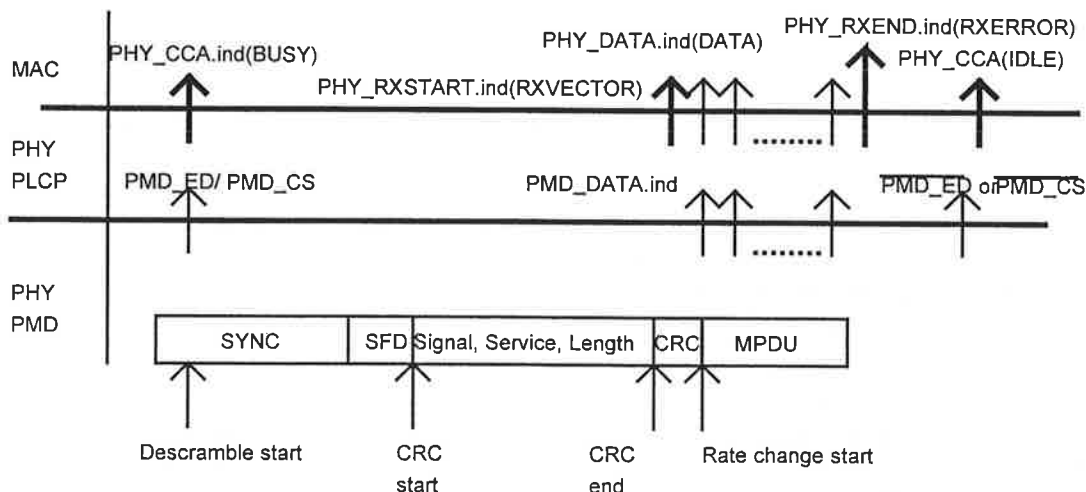 PHY_RXEND.ind(RXERROR)
PHY_DATA.ind(DATA)
PHY_CCA.ind(BUSY)
PHY_CCA(IDLE)
MAC
PHY_RXSTART.ind(RXVECTOR)
PHY
PLCP
PMD_ED/ PMD_CS
PMD_DATA.ind
PMD_ED or PMD_CS
PHY
PMD
SYNC
SFD
Signal, Service, Length
CRC
MPDU
Descramble start
CRC
start
CRC
end
Rate change start